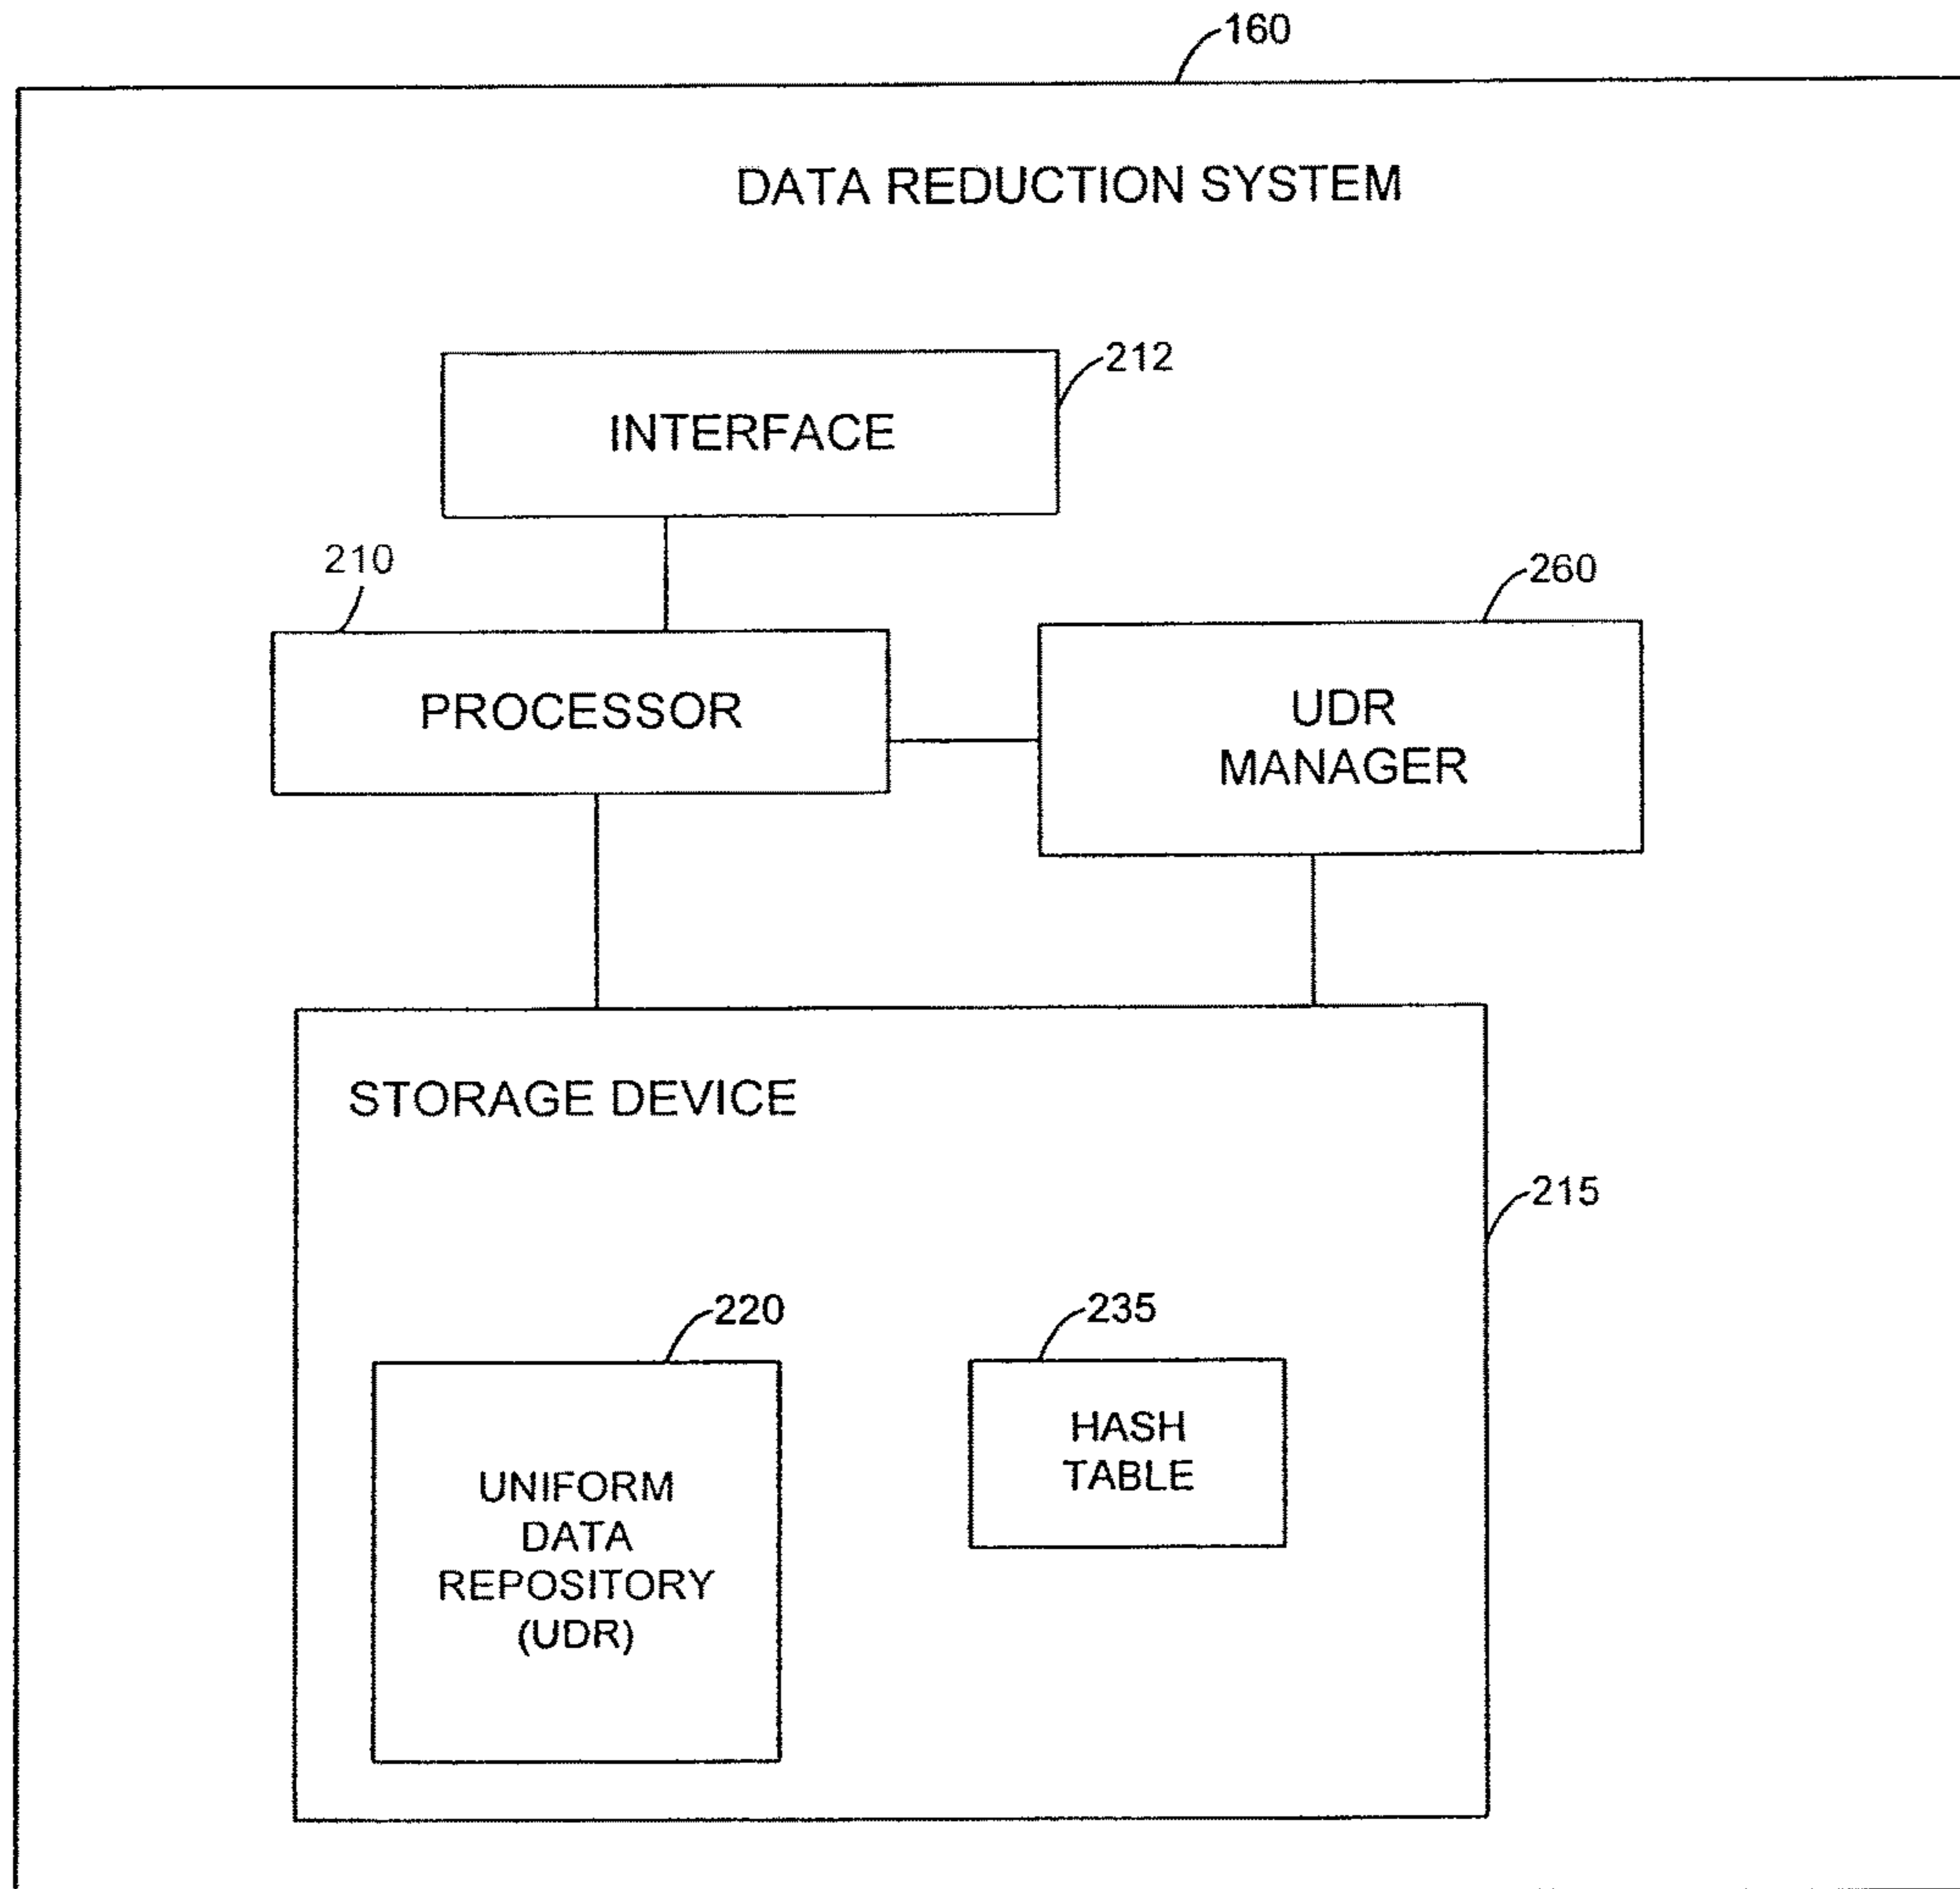 160
DATA REDUCTION SYSTEM
212
INTERFACE
210
260
PROCESSOR
UDR
MANAGER
STORAGE DEVICE
215
220
235
HASH
TABLE
UNIFORM
DATA
REPOSITORY
(UDR)